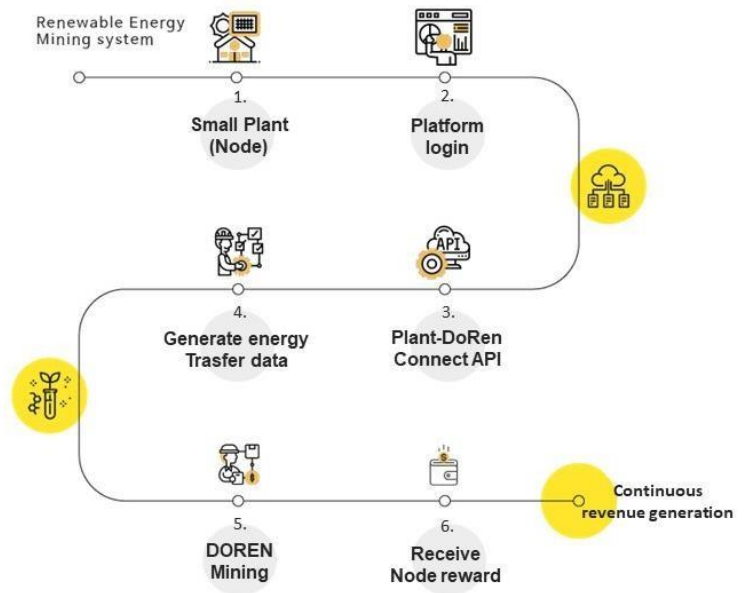 Renewable Energy
Mining system
1.
Small Plant
(Node)
2.
Platform
login
API
3.
Plant-DoRen
Connect API
4.
Generate energy
Trasfer data
5.
DOREN
Mining
6.
Receive
Node reward
Continuous
revenue generation